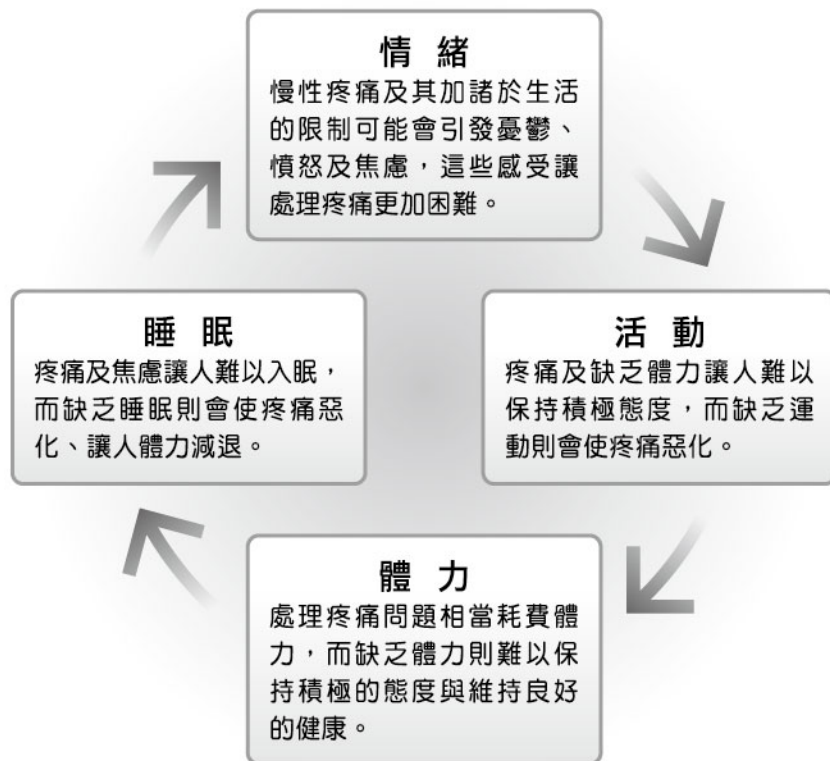 情緒
慢性疼痛及其加諸於生活
的限制可能會引發憂鬱、
憤怒及焦慮，這些感受讓
處理疼痛更加困難。
睡眠
疼痛及焦慮讓人難以入眠，
而缺乏睡眠則會使疼痛惡
化、讓人體力減退。
活動
疼痛及缺乏體力讓人難以
保持積極態度，而缺乏運
動則會使疼痛惡化。
體力
處理疼痛問題相當耗費體
力，而缺乏體力則難以保
持積極的態度與維持良好
的健康。